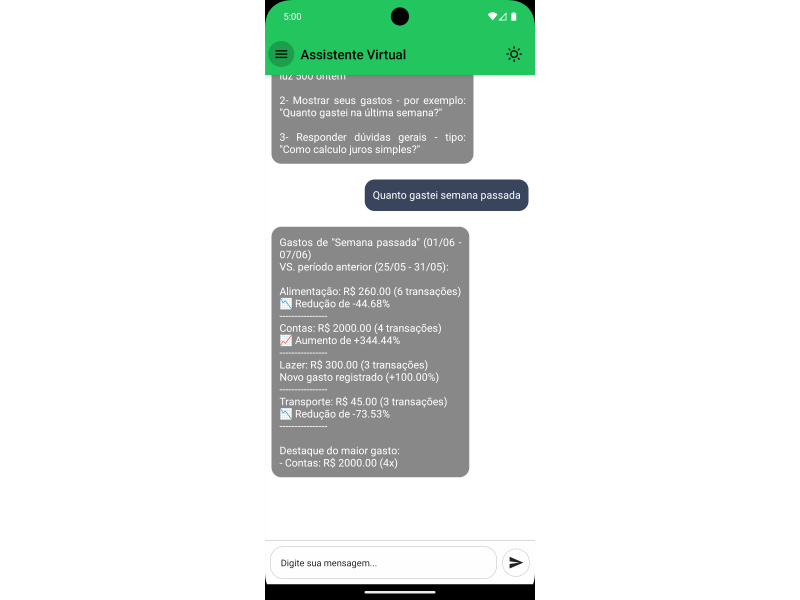 5:00
Assistente Virtual
luz 500 ontem
2- Mostrar seus gastos - por exemplo:
"Quanto gastei na última semana?"
3- Responder dúvidas gerais - tipo:
"Como calculo juros simples?"
Quanto gastei semana passada
Gastos de "Semana passada" (01/06 -
07/06)
VS. período anterior (25/05 - 31/05):
Alimentação: R$ 260.00 (6 transações)
📉 Redução de -44.68%
----------------
Contas: R$ 2000.00 (4 transações)
📈 Aumento de +344.44%
----------------
Lazer: R$ 300.00 (3 transações)
Novo gasto registrado (+100.00%)
----------------
Transporte: R$ 45.00 (3 transações)
📉 Redução de -73.53%
----------------
Destaque do maior gasto:
- Contas: R$ 2000.00 (4x)
Digite sua mensagem...